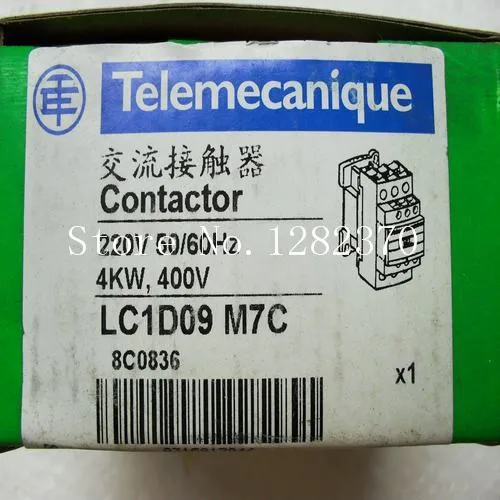 Telemecanique
交流接触器
Contactor
220V 50/60Hz
Store No. 1282370
4KW, 400V
LC1D09 M7C
8C0836
x1